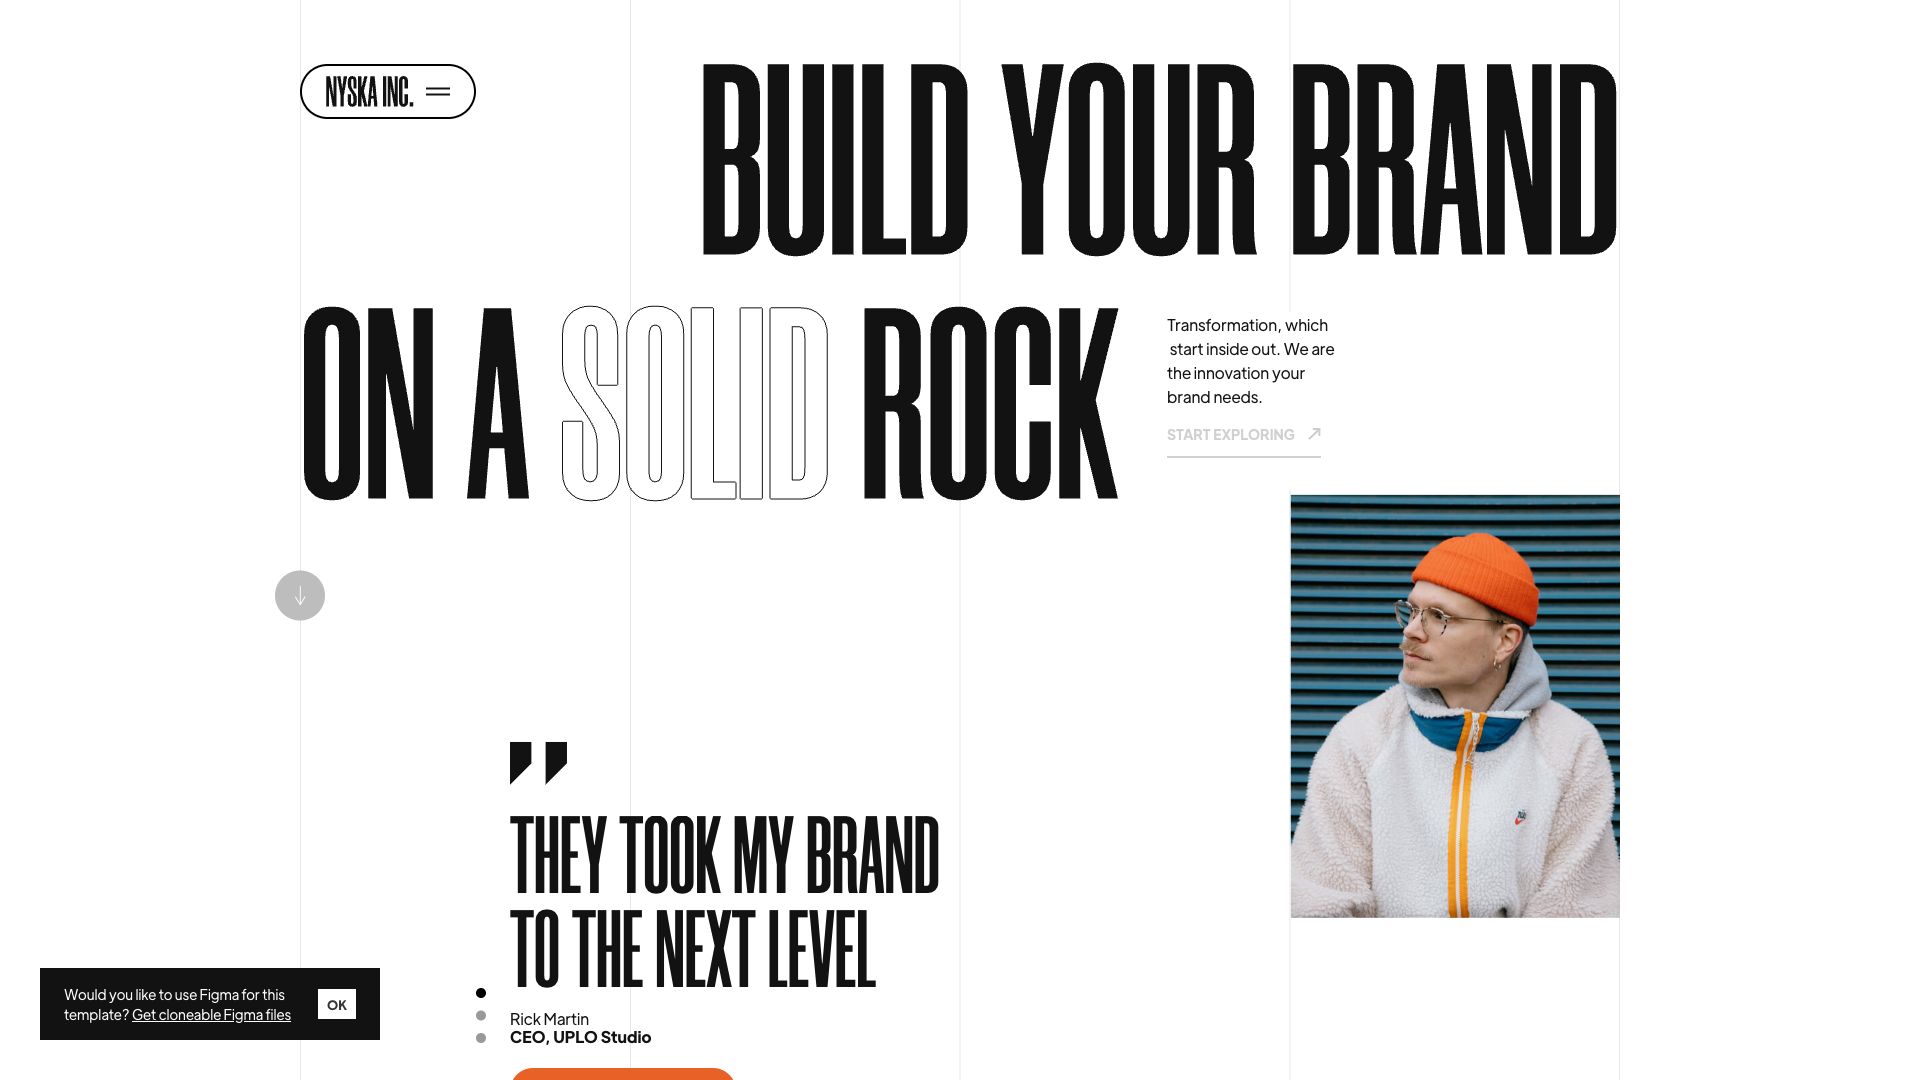 NYSKA INC.
BUILD YOUR BRAND
ON A SOLID ROCK
Transformation, which
start inside out. We are
the innovation your
brand needs.
START EXPLORING
THEY TOOK MY BRAND
TO THE NEXT LEVEL
Rick Martin
CEO, UPLO Studio
Would you like to use Figma for this
template? Get cloneable Figma files
OK